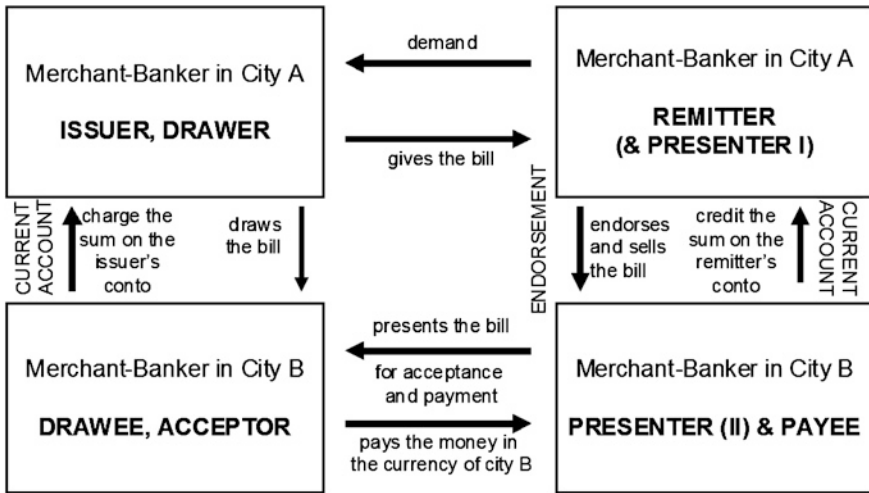 demand
Merchant-Banker in City A
ISSUER, DRAWER
Merchant-Banker in City A
REMITTER
(& PRESENTER I)
gives the bill
CURRENT
ACCOUNT
charge the
sum on the
issuer's
conto
draws
the bill
ENDORSEMENT
endorses
and sells
the bill
credit the
sum on the
remitter's
conto
CURRENT
ACCOUNT
Merchant-Banker in City B
DRAWEE, ACCEPTOR
presents the bill
for acceptance
and payment
pays the money in
the currency of city B
Merchant-Banker in City B
PRESENTER (II) & PAYEE